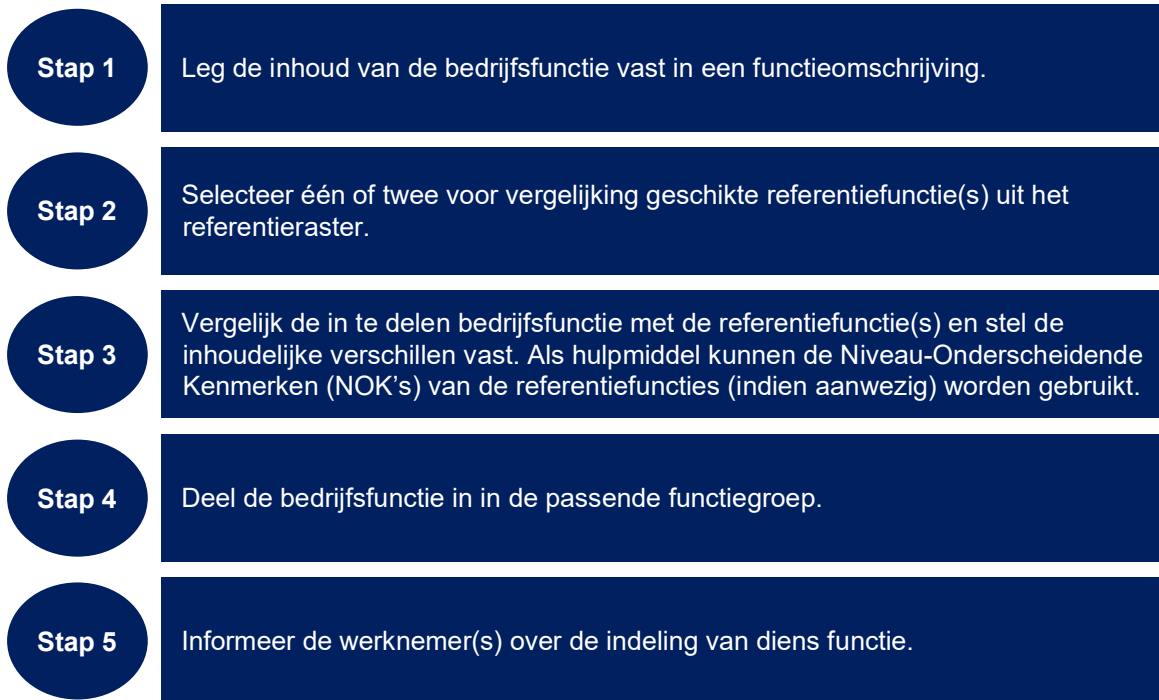 Stap 1
Leg de inhoud van de bedrijfsfunctie vast in een functieomschrijving.
Stap 2
Selecteer één of twee voor vergelijking geschikte referentiefunctie(s) uit het
referentieraster.
Stap 3
Vergelijk de in te delen bedrijfsfunctie met de referentiefunctie(s) en stel de
inhoudelijke verschillen vast. Als hulpmiddel kunnen de Niveau-Onderscheidende
Kenmerken (NOK's) van de referentiefuncties (indien aanwezig) worden gebruikt.
Stap 4
Deel de bedrijfsfunctie in in de passende functiegroep.
Stap 5
Informeer de werknemer(s) over de indeling van diens functie.